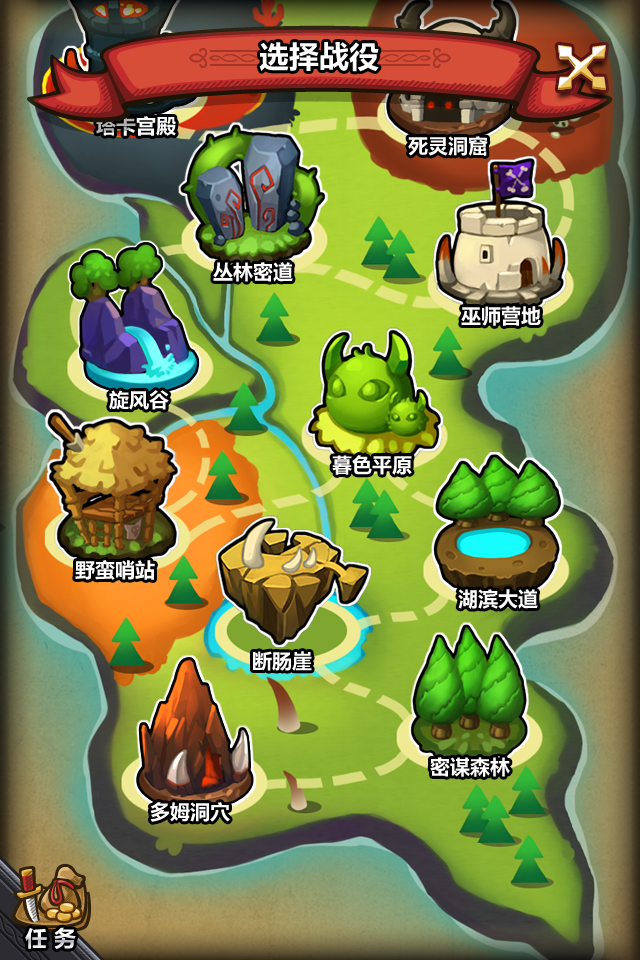 选择战役
塔卡宫殿
死灵洞窟
丛林密道
巫师营地
旋风谷
暮色平原
野蛮哨站
湖滨大道
断肠崖
密谋森林
多姆洞穴
任务